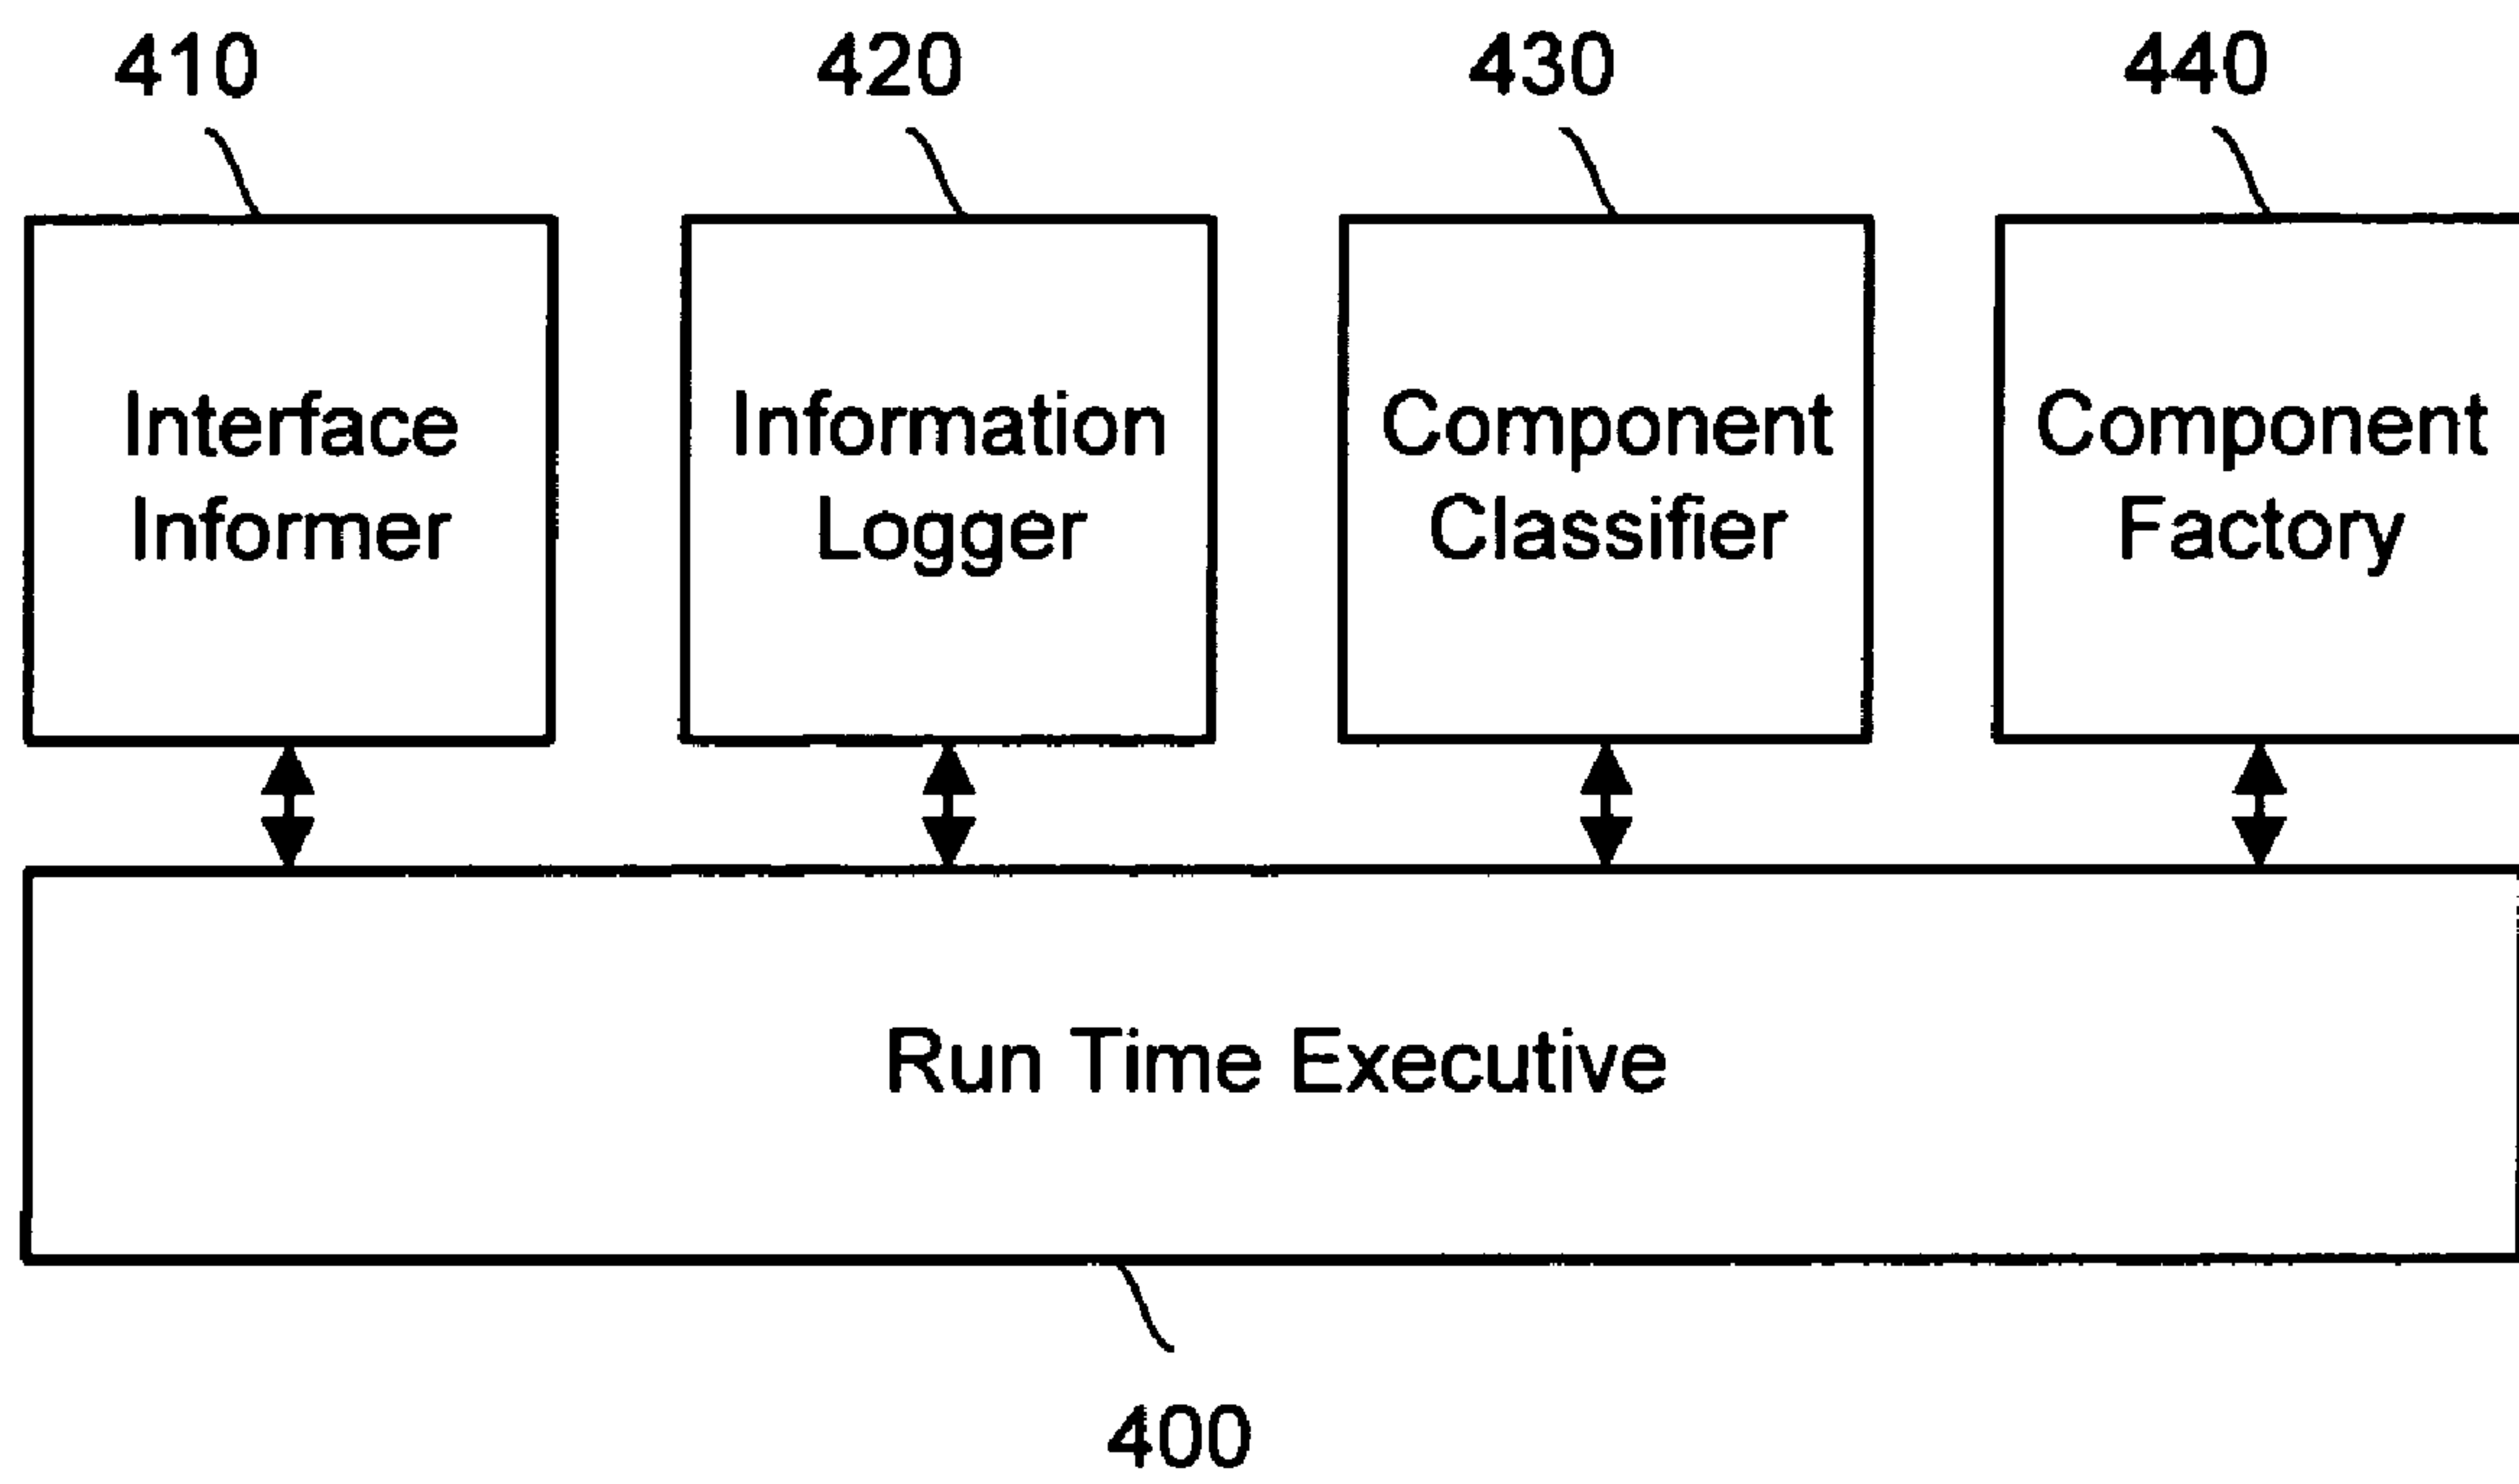 410
420
430
440
Interface
Informer
Information
Logger
Component
Classifier
Component
Factory
Run Time Executive
400